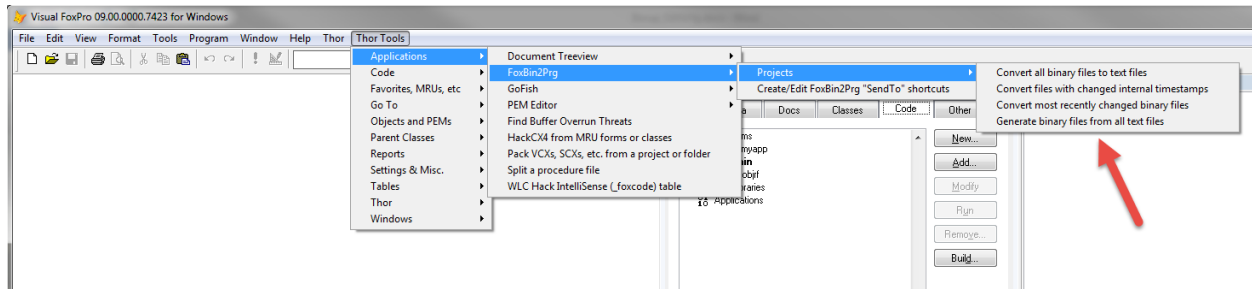 Visual FoxPro 09.00.0000.7423 for Windows
File Edit View Format Tools Program Window Help Thor Thor Tools
Applications
Code
Favorites, MRUs, etc
Go To
Objects and PEMs
Parent Classes
Reports
Settings & Misc.
Tables
Thor
Windows
Document Treeview
FoxBin2Prg
GoFish
PEM Editor
Find Buffer Overrun Threats
HackCX4 from MRU forms or classes
Pack VCXs, SCXs, etc. from a project or folder
Split a procedure file
WLC Hack IntelliSense (_foxcode) table
Projects
Create/Edit FoxBin2Prg "SendTo" shortcuts
Convert all binary files to text files
Convert files with changed internal timestamps
Convert most recently changed binary files
Generate binary files from all text files
a Docs Classes Code Other
ms
myapp
ain
objrf
raries
Applications
New...
Add...
Modify
Run
Remove...
Build...